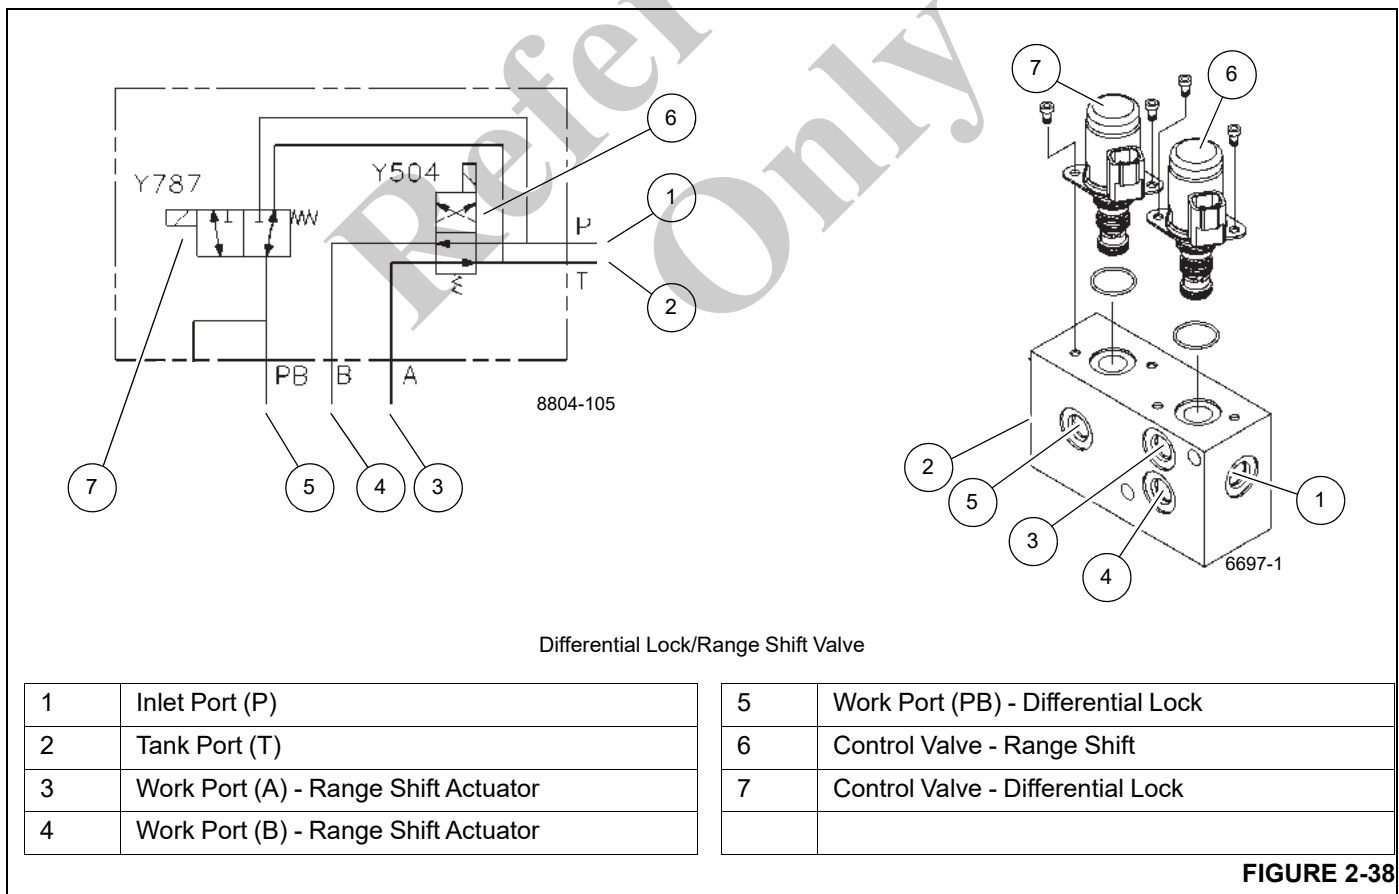 Reference
Only
Y787
Y504
P
T
PB
B
A
8804-105
6
1
2
7
5
4
3
7
6
2
5
3
4
1
6697-1
Differential Lock/Range Shift Valve
1 Inlet Port (P)
2 Tank Port (T)
3 Work Port (A) - Range Shift Actuator
4 Work Port (B) - Range Shift Actuator
5 Work Port (PB) - Differential Lock
6 Control Valve - Range Shift
7 Control Valve - Differential Lock
FIGURE 2-38